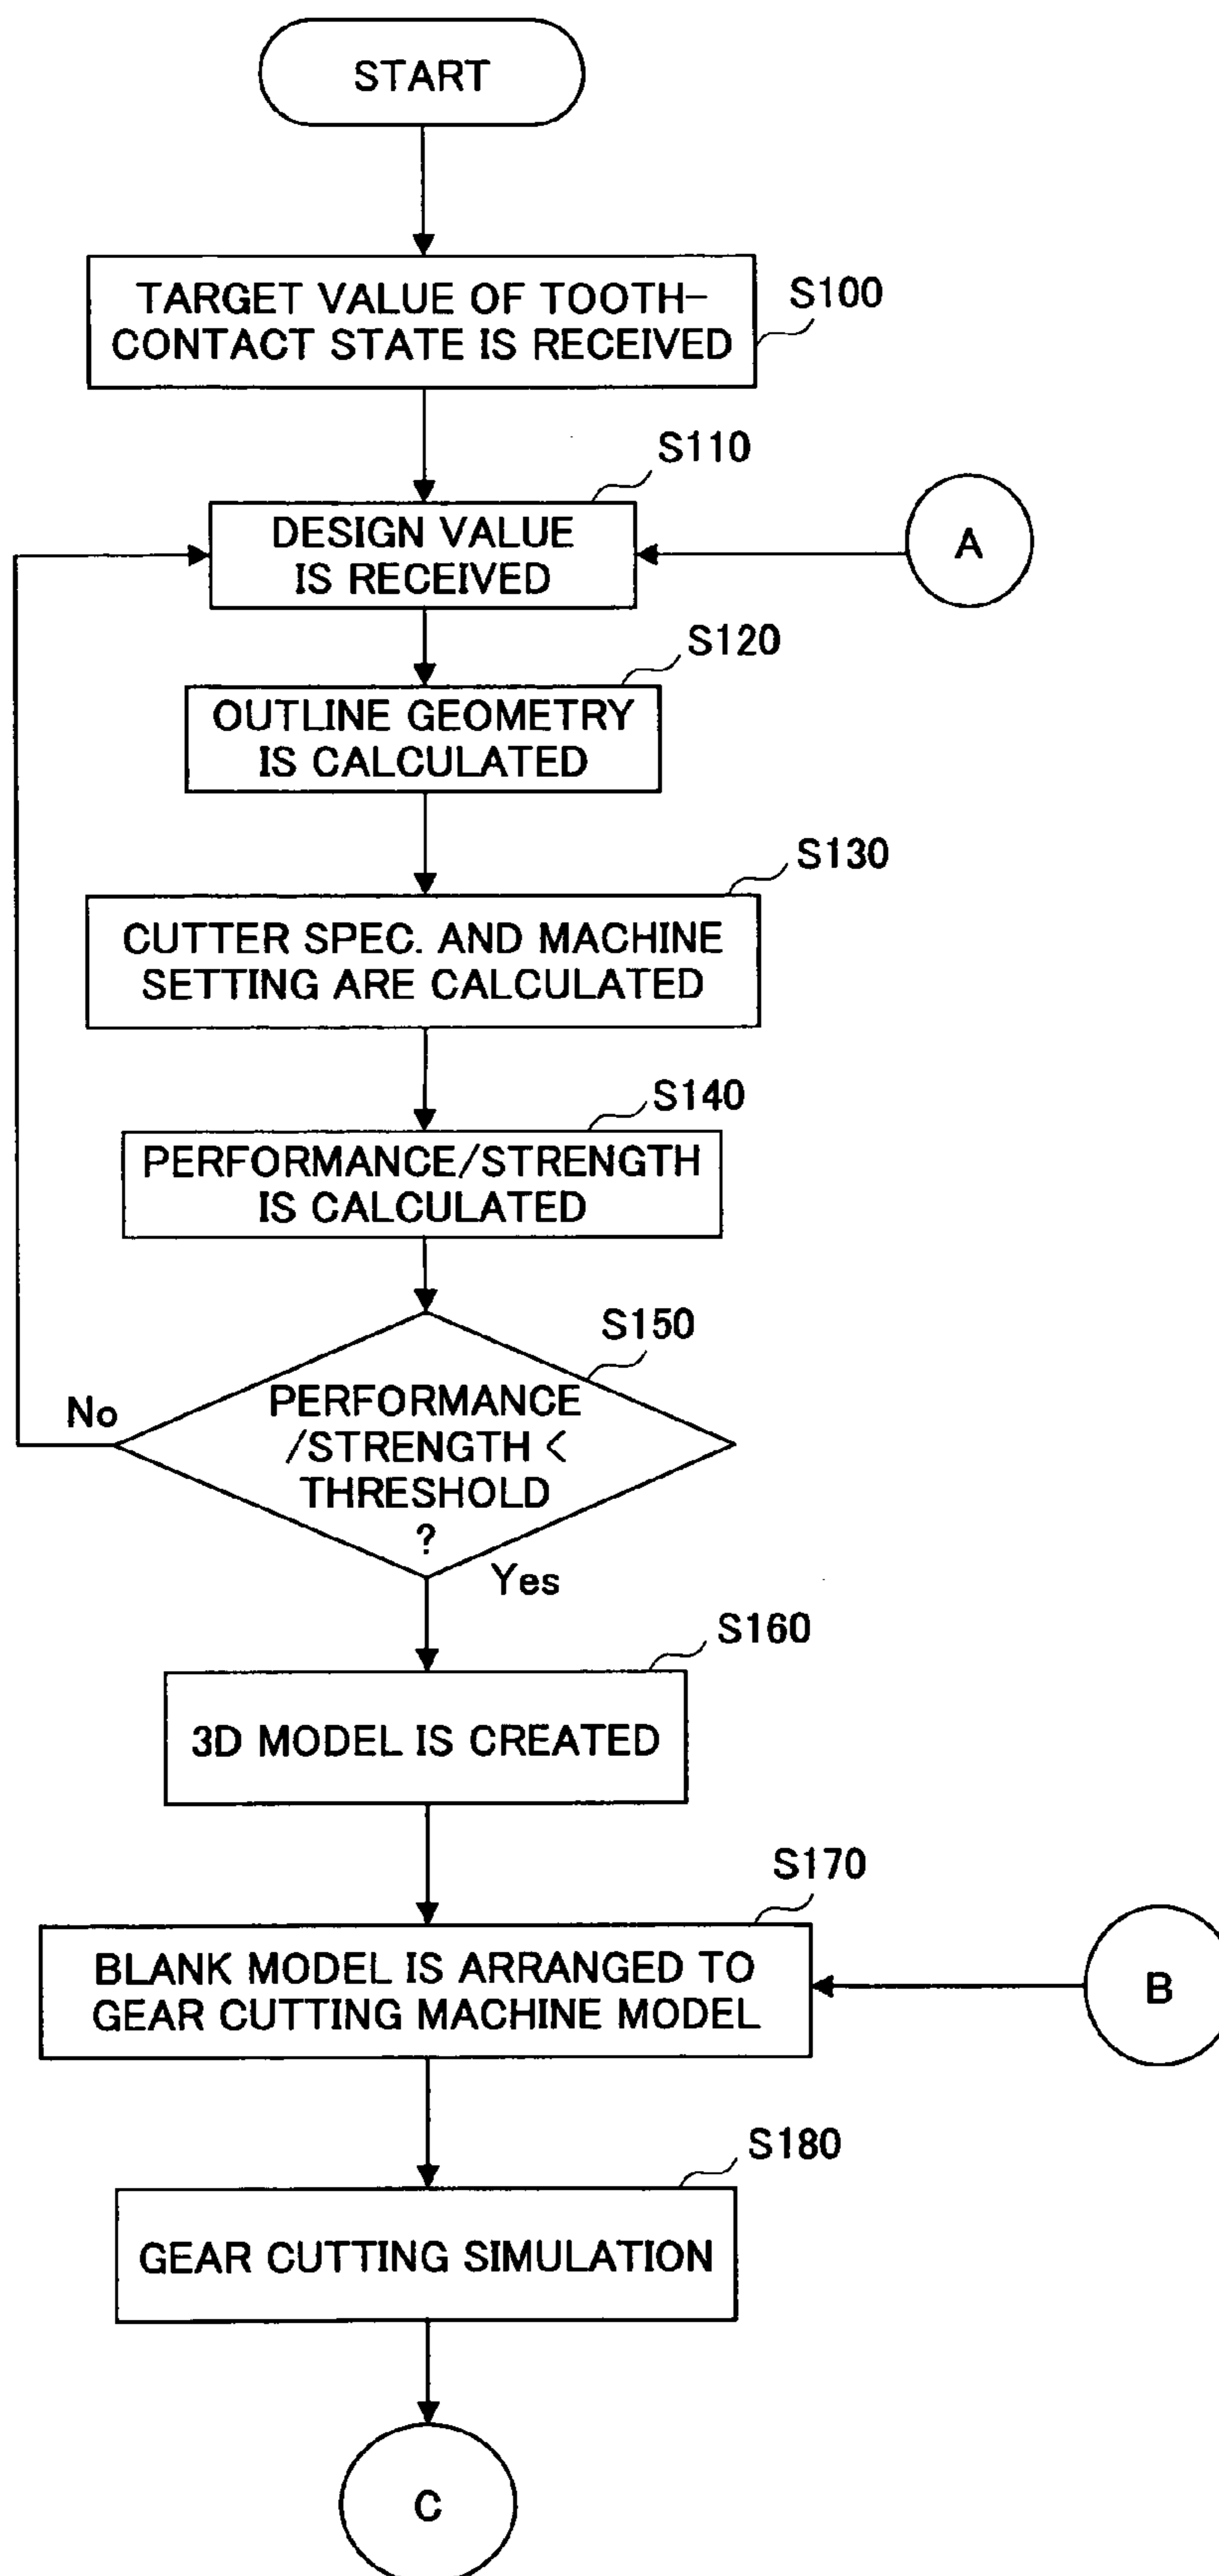 START
TARGET VALUE OF TOOTH-
CONTACT STATE IS RECEIVED
S100
S110
DESIGN VALUE
IS RECEIVED
A
S120
OUTLINE GEOMETRY
IS CALCULATED
S130
CUTTER SPEC. AND MACHINE
SETTING ARE CALCULATED
S140
PERFORMANCE/STRENGTH
IS CALCULATED
S150
PERFORMANCE
/STRENGTH <
THRESHOLD
?
No
Yes
S160
3D MODEL IS CREATED
S170
BLANK MODEL IS ARRANGED TO
GEAR CUTTING MACHINE MODEL
B
S180
GEAR CUTTING SIMULATION
C